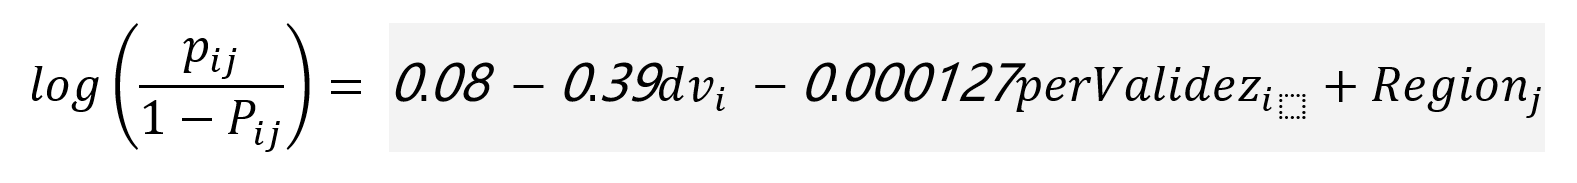 log(p_ij / 1 − P_ij) = 0.08 − 0.39dv_i − 0.000127perValidez_i⬚ + Region_j